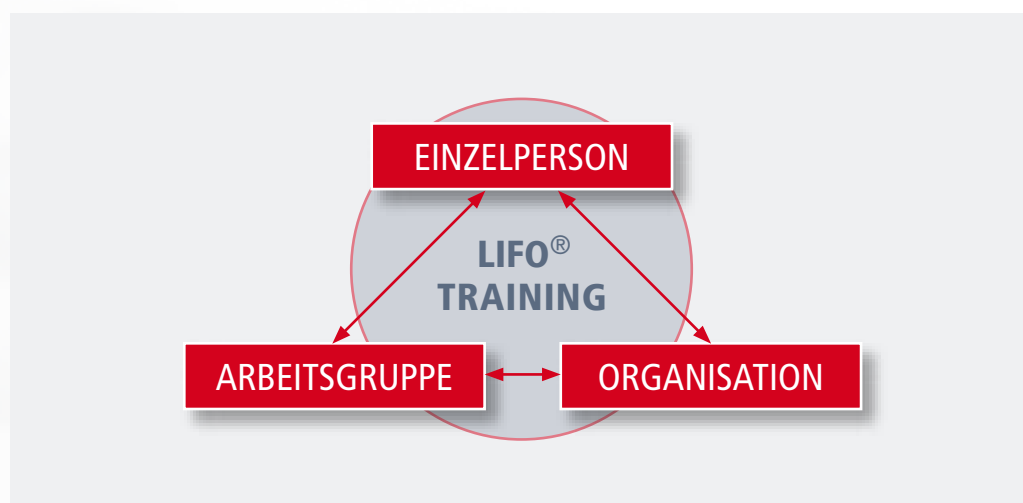 EINZELPERSON
LIFO®
TRAINING
ARBEITSGRUPPE
ORGANISATION